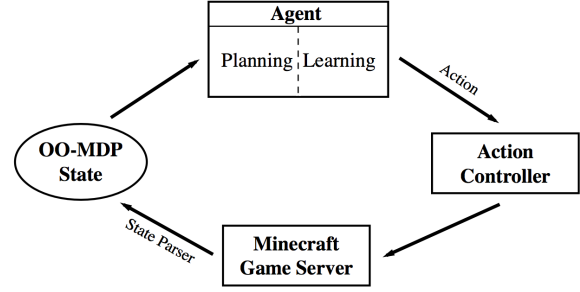 Agent
Planning Learning
Action
OO-MDP
State
Action
Controller
State Parser
Minecraft
Game Server